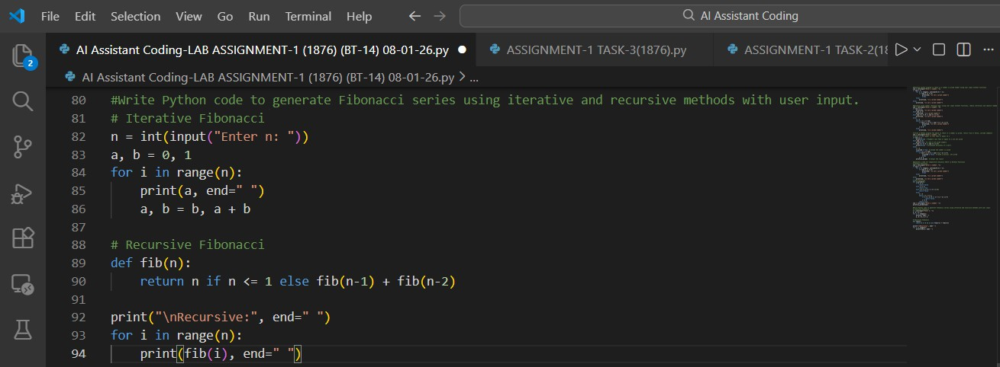 File Edit Selection View Go Run Terminal Help AI Assistant Coding
AI Assistant Coding-LAB ASSIGNMENT-1 (1876) (BT-14) 08-01-26.py ASSIGNMENT-1 TASK-3(1876).py ASSIGNMENT-1 TASK-2(18
2
AI Assistant Coding-LAB ASSIGNMENT-1 (1876) (BT-14) 08-01-26.py > ...
80 #Write Python code to generate Fibonacci series using iterative and recursive methods with user input.
81 # Iterative Fibonacci
82 n = int(input("Enter n: "))
83 a, b = 0, 1
84 for i in range(n):
85     print(a, end=" ")
86     a, b = b, a + b
87
88 # Recursive Fibonacci
89 def fib(n):
90     return n if n <= 1 else fib(n-1) + fib(n-2)
91
92 print("\nRecursive:", end=" ")
93 for i in range(n):
94     print(fib(i), end=" ")